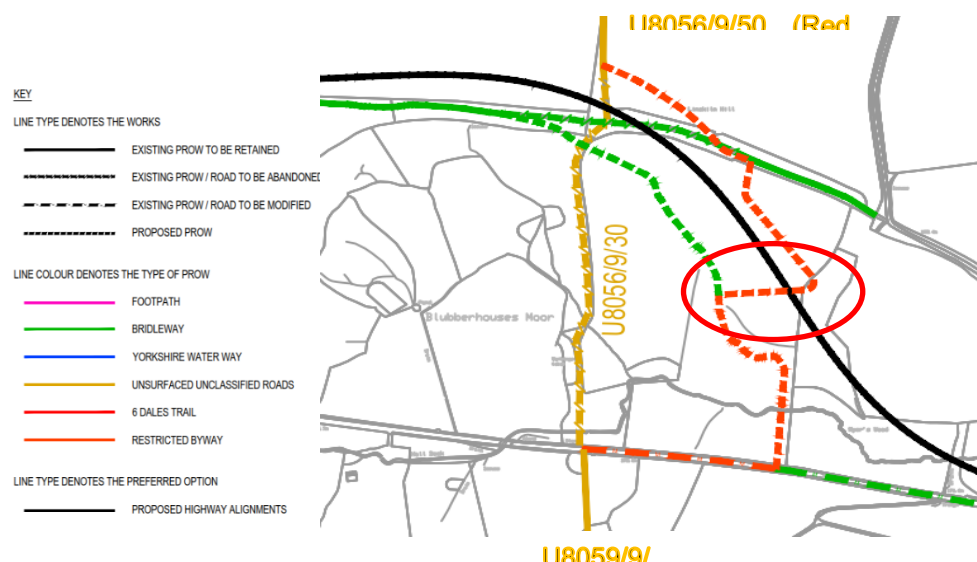 KEY
LINE TYPE DENOTES THE WORKS
EXISTING PROW TO BE RETAINED
EXISTING PROW / ROAD TO BE ABANDONED
EXISTING PROW / ROAD TO BE MODIFIED
PROPOSED PROW
LINE COLOUR DENOTES THE TYPE OF PROW
FOOTPATH
BRIDLEWAY
YORKSHIRE WATER WAY
UNSURFACED UNCLASSIFIED ROADS
6 DALES TRAIL
RESTRICTED BYWAY
LINE TYPE DENOTES THE PREFERRED OPTION
PROPOSED HIGHWAY ALIGNMENTS
U8056/9/50 (Red
U8056/9/30
Blubberhouses Moor
U8059/9/